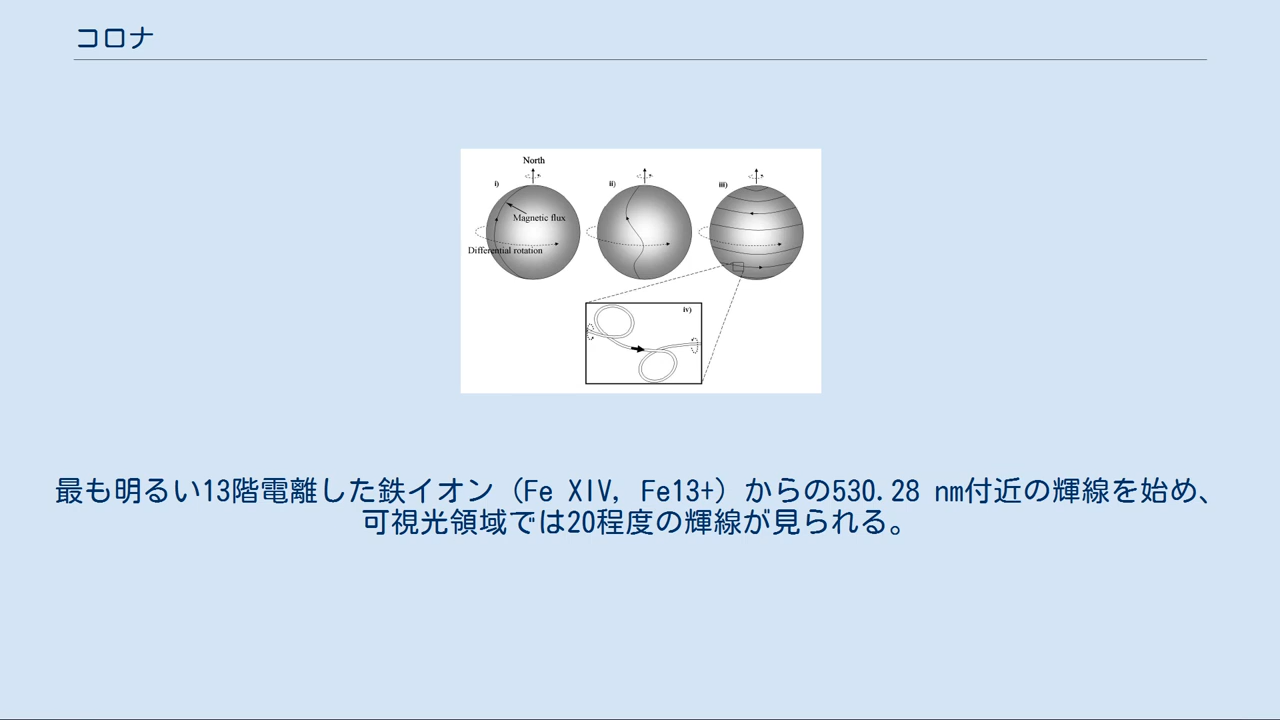 コロナ
North
i)
ii)
iii)
Magnetic flux
Differential rotation
iv)
最も明るい13階電離した鉄イオン（Fe XIV, Fe13+）からの530.28 nm付近の輝線を始め、
可視光領域では20程度の輝線が見られる。